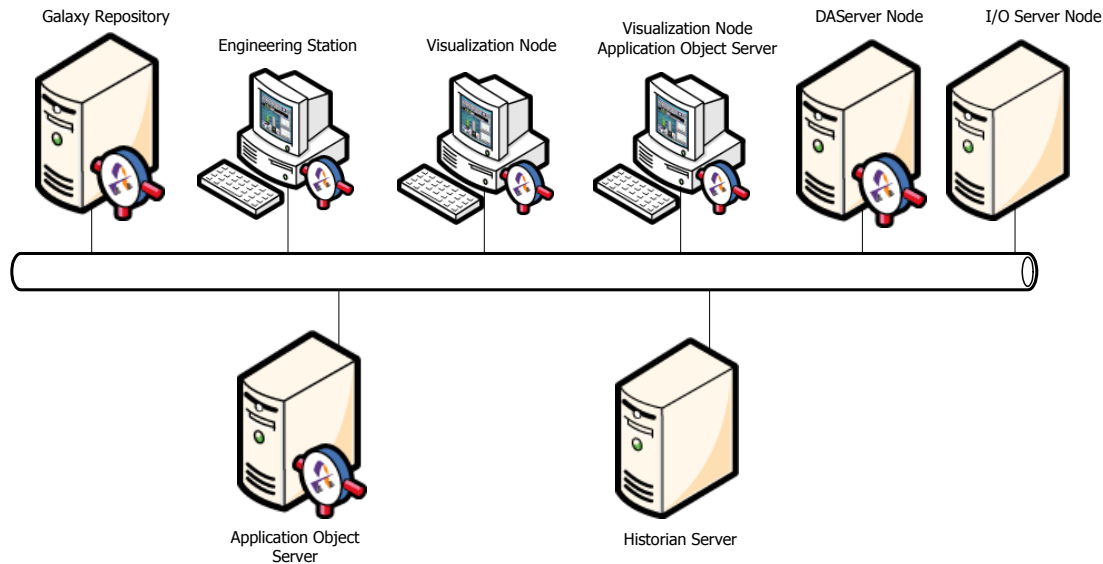 Galaxy Repository
Engineering Station
Visualization Node
Visualization Node
Application Object Server
DAServer Node
I/O Server Node
Application Object
Server
Historian Server